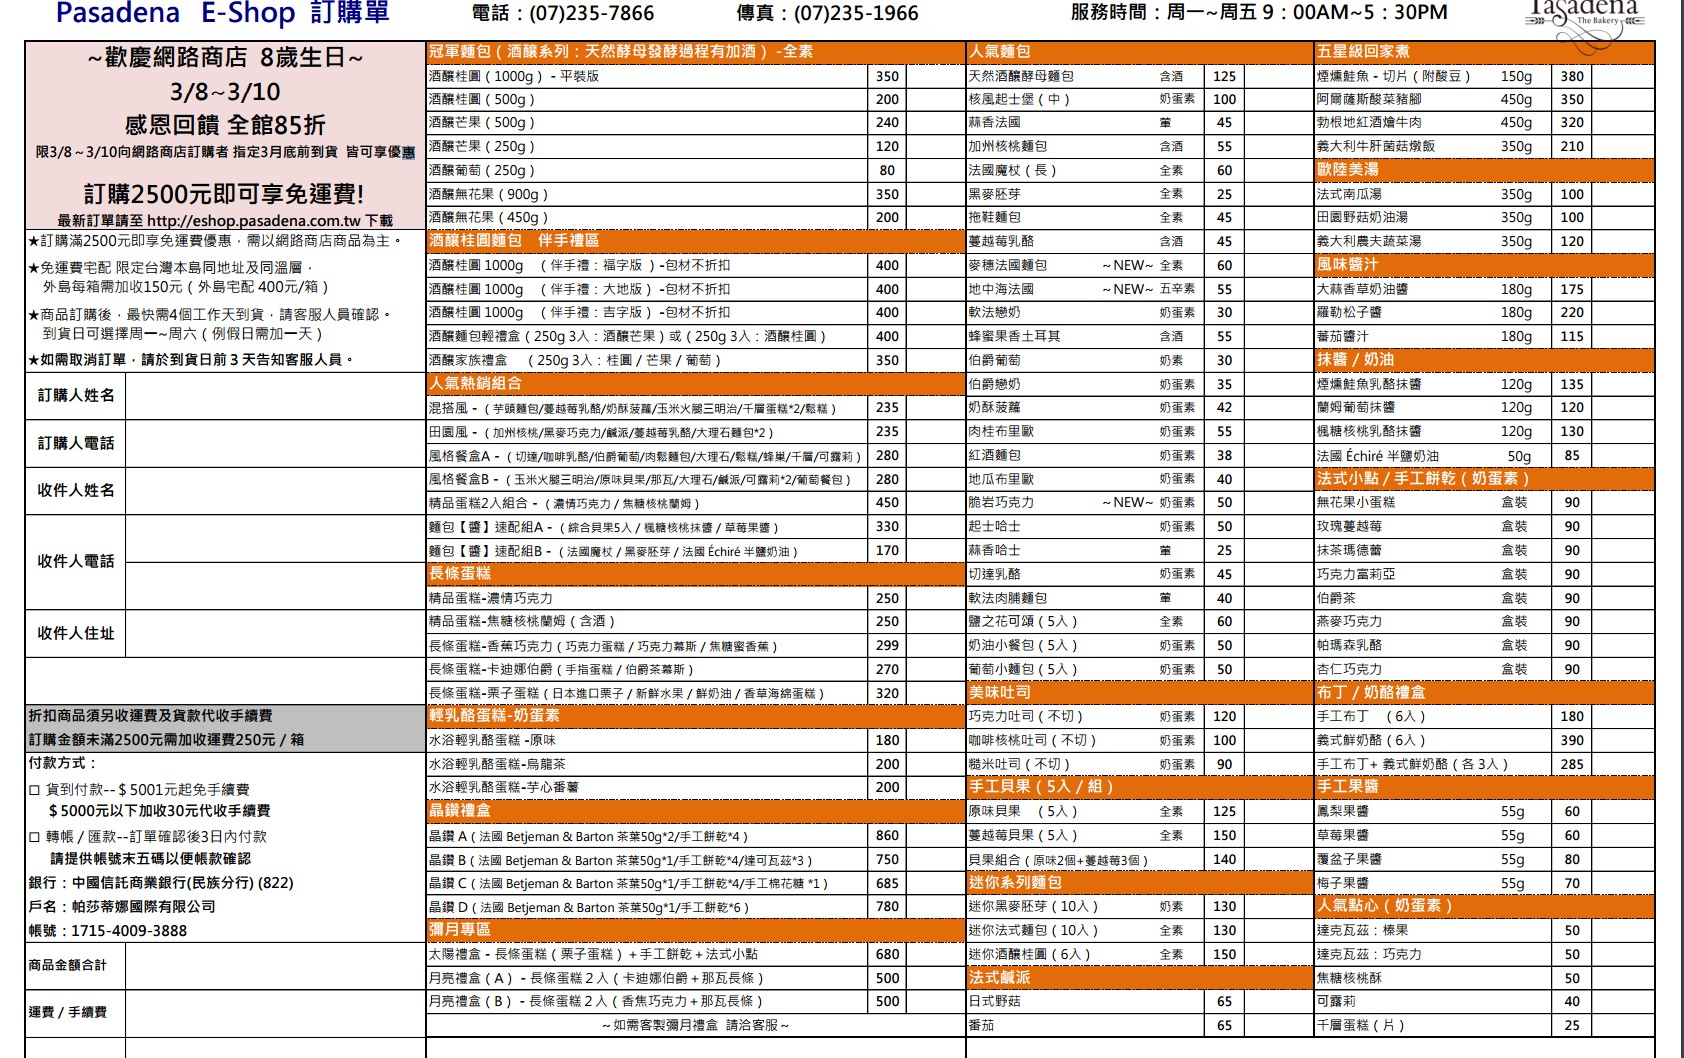 Pasadena E-Shop 訂購單
電話：(07)235-7866
傳真：(07)235-1966
服務時間：周一~周五 9：00AM~5：30PM
Pasadena
The Bakery
~歡慶網路商店 8歲生日~
3/8~3/10
感恩回饋 全館85折
限3/8～3/10向網路商店訂購者 指定3月底前到貨 皆可享優惠
訂購2500元即可享免運費!
最新訂單請至 http://eshop.pasadena.com.tw 下載
★訂購滿2500元即享免運費優惠，需以網路商店商品為主。
★免運費宅配 限定台灣本島同地址及同溫層，
外島每箱需加收150元（外島宅配 400元/箱）
★商品訂購後，最快需4個工作天到貨，請客服人員確認。
到貨日可選擇周一~周六（例假日需加一天）
★如需取消訂單，請於到貨日前 3 天告知客服人員。
訂購人姓名
訂購人電話
收件人姓名
收件人電話
收件人住址
折扣商品須另收運費及貨款代收手續費
訂購金額未滿2500元需加收運費250元 / 箱
付款方式：
□ 貨到付款--＄5001元起免手續費
＄5000元以下加收30元代收手續費
□ 轉帳 / 匯款--訂單確認後3日內付款
請提供帳號末五碼以便帳款確認
銀行：中國信託商業銀行(民族分行) (822)
戶名：帕莎蒂娜國際有限公司
帳號：1715-4009-3888
商品金額合計
運費 / 手續費
冠軍麵包（酒釀系列：天然酵母發酵過程有加酒）-全素
酒釀桂圓（1000g）- 平裝版 350
酒釀桂圓（500g） 200
酒釀芒果（500g） 240
酒釀芒果（250g） 120
酒釀葡萄（250g） 80
酒釀無花果（900g） 350
酒釀無花果（450g） 200
酒釀桂圓麵包 伴手禮區
酒釀桂圓 1000g （伴手禮：福字版）-包材不折扣 400
酒釀桂圓 1000g （伴手禮：大地版）-包材不折扣 400
酒釀桂圓 1000g （伴手禮：吉字版）-包材不折扣 400
酒釀麵包輕禮盒（250g 3入：酒釀芒果）或（250g 3入：酒釀桂圓） 400
酒釀家族禮盒 （250g 3入：桂圓 / 芒果 / 葡萄） 350
人氣熱銷組合
混搭風 -（芋頭麵包/蔓越莓乳酪/奶酥菠蘿/玉米火腿三明治/千層蛋糕*2/鬆糕） 235
田園風 -（加州核桃/黑麥巧克力/鹹派/蔓越莓乳酪/大理石麵包*2） 235
風格餐盒A -（切達/咖啡乳酪/伯爵葡萄/肉鬆麵包/大理石/鬆糕/蜂巢/千層/可露莉） 280
風格餐盒B -（玉米火腿三明治/原味貝果/那瓦/大理石/鹹派/可露莉*2/葡萄餐包） 280
精品蛋糕2入組合 -（濃情巧克力 / 焦糖核桃蘭姆） 450
麵包【醬】速配組A -（綜合貝果5入 / 楓糖核桃抹醬 / 草莓果醬） 330
麵包【醬】速配組B -（法國魔杖 / 黑麥胚芽 / 法國 Échiré 半鹽奶油） 170
長條蛋糕
精品蛋糕-濃情巧克力 250
精品蛋糕-焦糖核桃蘭姆（含酒） 250
長條蛋糕-香蕉巧克力（巧克力蛋糕 / 巧克力幕斯 / 焦糖蜜香蕉） 299
長條蛋糕-卡迪娜伯爵（手指蛋糕 / 伯爵茶幕斯） 270
長條蛋糕-栗子蛋糕（日本進口栗子 / 新鮮水果 / 鮮奶油 / 香草海綿蛋糕） 320
輕乳酪蛋糕-奶蛋素
水浴輕乳酪蛋糕 -原味 180
水浴輕乳酪蛋糕-烏龍茶 200
水浴輕乳酪蛋糕-芋心番薯 200
晶鑽禮盒
晶鑽 A（法國 Betjeman & Barton 茶葉50g*2/手工餅乾*4） 860
晶鑽 B（法國 Betjeman & Barton 茶葉50g*1/手工餅乾*4/達可瓦茲*3） 750
晶鑽 C（法國 Betjeman & Barton 茶葉50g*1/手工餅乾*4/手工棉花糖 *1） 685
晶鑽 D（法國 Betjeman & Barton 茶葉50g*1/手工餅乾*6） 780
彌月專區
太陽禮盒 - 長條蛋糕（栗子蛋糕）+ 手工餅乾 + 法式小點 680
月亮禮盒（A）- 長條蛋糕 2 入（卡迪娜伯爵 + 那瓦長條） 500
月亮禮盒（B）- 長條蛋糕 2 入（香焦巧克力 + 那瓦長條） 500
～如需客製彌月禮盒 請洽客服～
人氣麵包
天然酒釀酵母麵包 含酒 125
核風起士堡（中） 奶蛋素 100
蒜香法國 葷 45
加州核桃麵包 含酒 55
法國魔杖（長） 全素 60
黑麥胚芽 全素 25
拖鞋麵包 全素 45
蔓越莓乳酪 含酒 45
麥穗法國麵包 ~NEW~ 全素 60
地中海法國 ~NEW~ 五辛素 55
軟法戀奶 奶蛋素 30
蜂蜜果香土耳其 含酒 55
伯爵葡萄 奶素 30
伯爵戀奶 奶蛋素 35
奶酥菠蘿 奶蛋素 42
肉桂布里歐 奶蛋素 55
紅酒麵包 奶蛋素 38
地瓜布里歐 奶蛋素 40
脆岩巧克力 ~NEW~ 奶蛋素 50
起士哈士 奶蛋素 50
蒜香哈士 葷 25
切達乳酪 奶蛋素 45
軟法肉脯麵包 葷 40
鹽之花可頌（5入） 全素 60
奶油小餐包（5入） 奶蛋素 50
葡萄小麵包（5入） 奶蛋素 50
美味吐司
巧克力吐司（不切） 奶蛋素 120
咖啡核桃吐司（不切） 奶蛋素 100
糙米吐司（不切） 奶蛋素 90
手工貝果（5入 / 組）
原味貝果 （5入） 全素 125
蔓越莓貝果（5入） 全素 150
貝果組合（原味2個+蔓越莓3個） 140
迷你系列麵包
迷你黑麥胚芽（10入） 奶素 130
迷你法式麵包（10入） 全素 130
迷你酒釀桂圓（6入） 全素 150
法式鹹派
日式野菇 65
番茄 65
五星級回家煮
煙燻鮭魚 - 切片（附酸豆） 150g 380
阿爾薩斯酸菜豬腳 450g 350
勃根地紅酒燴牛肉 450g 320
義大利牛肝菌菇燉飯 350g 210
歐陸美湯
法式南瓜湯 350g 100
田園野菇奶油湯 350g 100
義大利農夫蔬菜湯 350g 120
風味醬汁
大蒜香草奶油醬 180g 175
羅勒松子醬 180g 220
蕃茄醬汁 180g 115
抹醬 / 奶油
煙燻鮭魚乳酪抹醬 120g 135
蘭姆葡萄抹醬 120g 120
楓糖核桃乳酪抹醬 120g 130
法國 Échiré 半鹽奶油 50g 85
法式小點 / 手工餅乾（奶蛋素）
無花果小蛋糕 盒裝 90
玫瑰蔓越莓 盒裝 90
抹茶瑪德蕾 盒裝 90
巧克力富莉亞 盒裝 90
伯爵茶 盒裝 90
燕麥巧克力 盒裝 90
帕瑪森乳酪 盒裝 90
杏仁巧克力 盒裝 90
布丁 / 奶酪禮盒
手工布丁 （6入） 180
義式鮮奶酪（6入） 390
手工布丁+ 義式鮮奶酪（各 3入） 285
手工果醬
鳳梨果醬 55g 60
草莓果醬 55g 60
覆盆子果醬 55g 80
梅子果醬 55g 70
人氣點心（奶蛋素）
達克瓦茲：榛果 50
達克瓦茲：巧克力 50
焦糖核桃酥 50
可露莉 40
千層蛋糕（片） 25